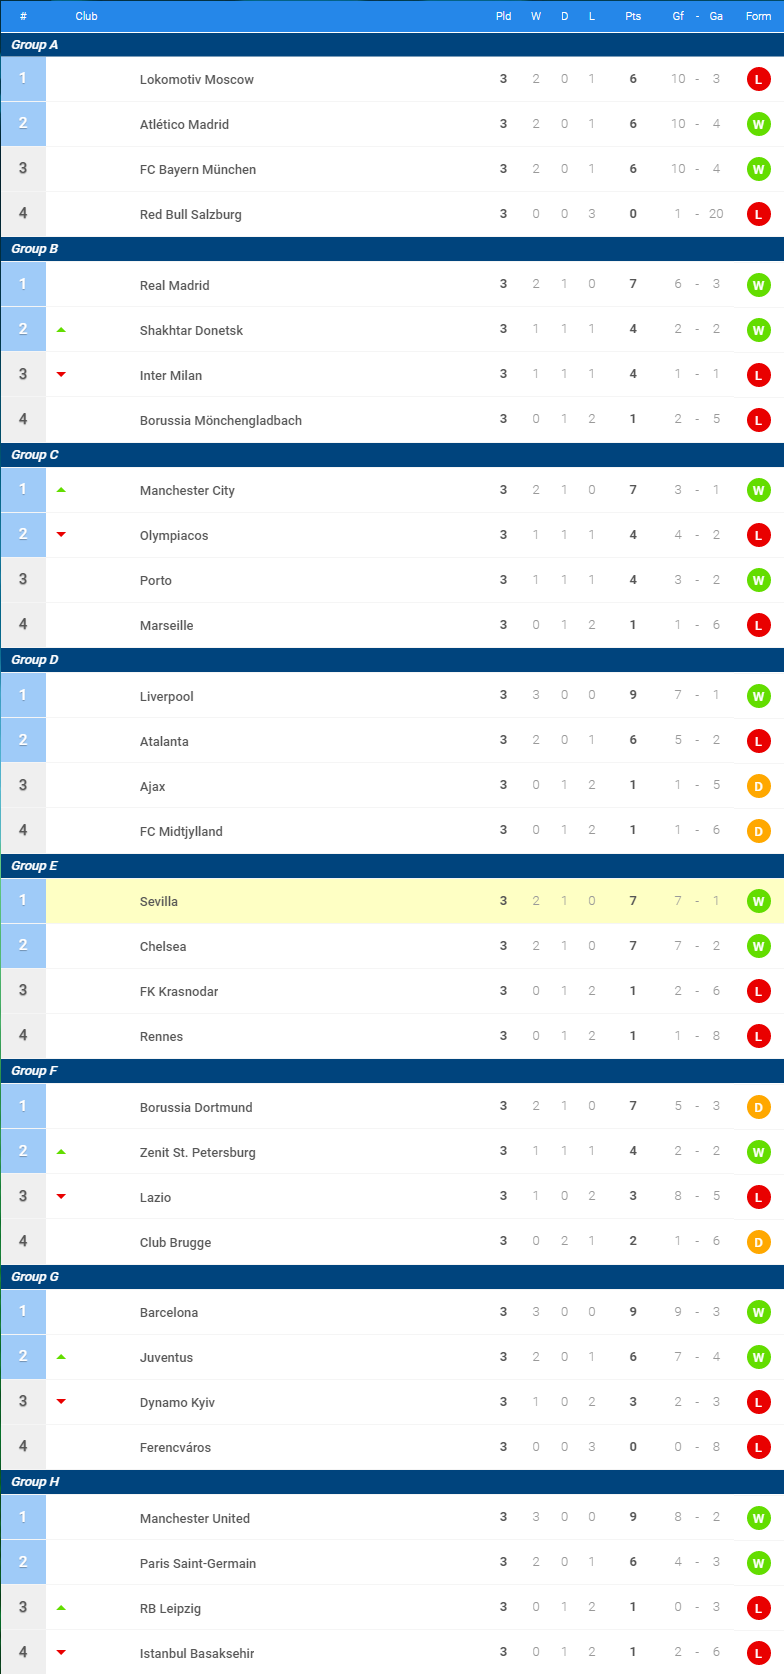 # Club Pld W D L Pts Gf - Ga Form
Group A
1 Lokomotiv Moscow 3 2 0 1 6 10 - 3 L
2 Atlético Madrid 3 2 0 1 6 10 - 4 W
3 FC Bayern München 3 2 0 1 6 10 - 4 W
4 Red Bull Salzburg 3 0 0 3 0 1 - 20 L
Group B
1 Real Madrid 3 2 1 0 7 6 - 3 W
2 Shakhtar Donetsk 3 1 1 1 4 2 - 2 W
3 Inter Milan 3 1 1 1 4 1 - 1 L
4 Borussia Mönchengladbach 3 0 1 2 1 2 - 5 L
Group C
1 Manchester City 3 2 1 0 7 3 - 1 W
2 Olympiacos 3 1 1 1 4 4 - 2 L
3 Porto 3 1 1 1 4 3 - 2 W
4 Marseille 3 0 1 2 1 1 - 6 L
Group D
1 Liverpool 3 3 0 0 9 7 - 1 W
2 Atalanta 3 2 0 1 6 5 - 2 L
3 Ajax 3 0 1 2 1 1 - 5 D
4 FC Midtjylland 3 0 1 2 1 1 - 6 D
Group E
1 Sevilla 3 2 1 0 7 7 - 1 W
2 Chelsea 3 2 1 0 7 7 - 2 W
3 FK Krasnodar 3 0 1 2 1 2 - 6 L
4 Rennes 3 0 1 2 1 1 - 8 L
Group F
1 Borussia Dortmund 3 2 1 0 7 5 - 3 D
2 Zenit St. Petersburg 3 1 1 1 4 2 - 2 W
3 Lazio 3 1 0 2 3 8 - 5 L
4 Club Brugge 3 0 2 1 2 1 - 6 D
Group G
1 Barcelona 3 3 0 0 9 9 - 3 W
2 Juventus 3 2 0 1 6 7 - 4 W
3 Dynamo Kyiv 3 1 0 2 3 2 - 3 L
4 Ferencváros 3 0 0 3 0 0 - 8 L
Group H
1 Manchester United 3 3 0 0 9 8 - 2 W
2 Paris Saint-Germain 3 2 0 1 6 4 - 3 W
3 RB Leipzig 3 0 1 2 1 0 - 3 L
4 Istanbul Basaksehir 3 0 1 2 1 2 - 6 L